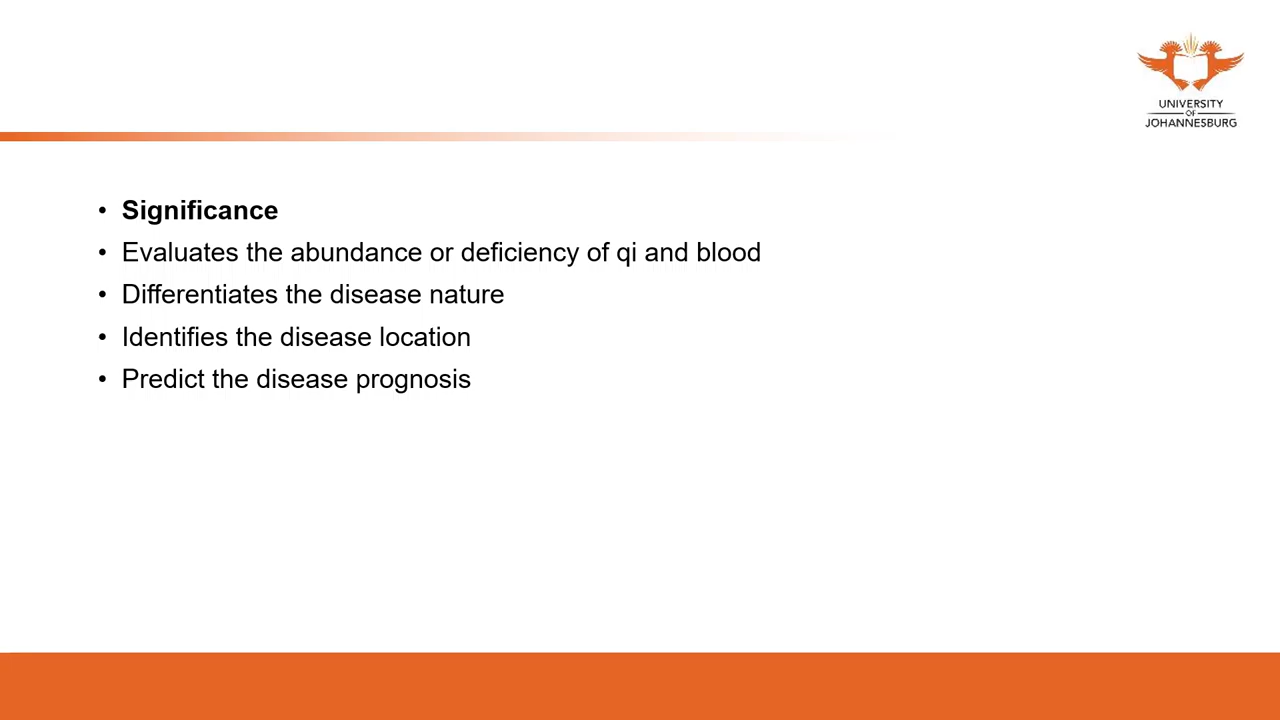 UNIVERSITY
OF
JOHANNESBURG
• Significance
• Evaluates the abundance or deficiency of qi and blood
• Differentiates the disease nature
• Identifies the disease location
• Predict the disease prognosis